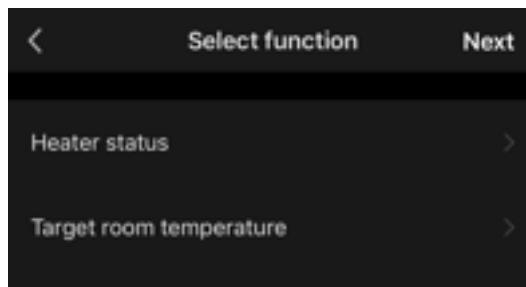 Select function
Next
Heater status
Target room temperature